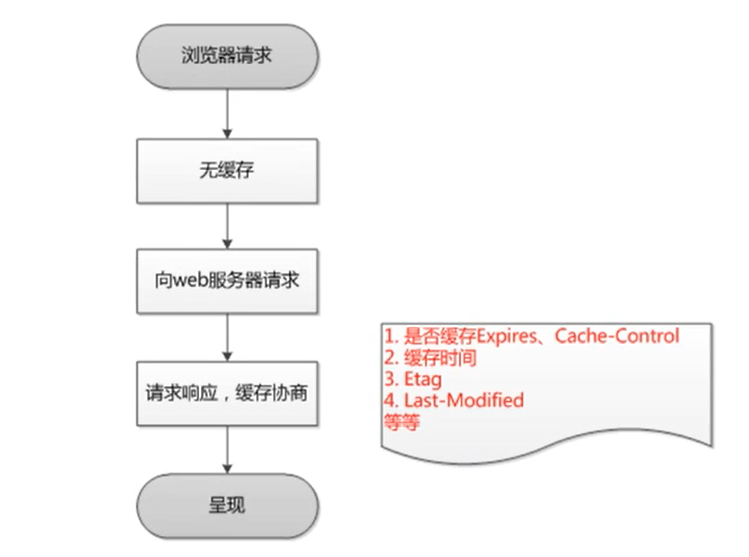 浏览器请求
无缓存
向web服务器请求
请求响应，缓存协商
呈现
1. 是否缓存Expires、Cache-Control
2. 缓存时间
3. Etag
4. Last-Modified
等等